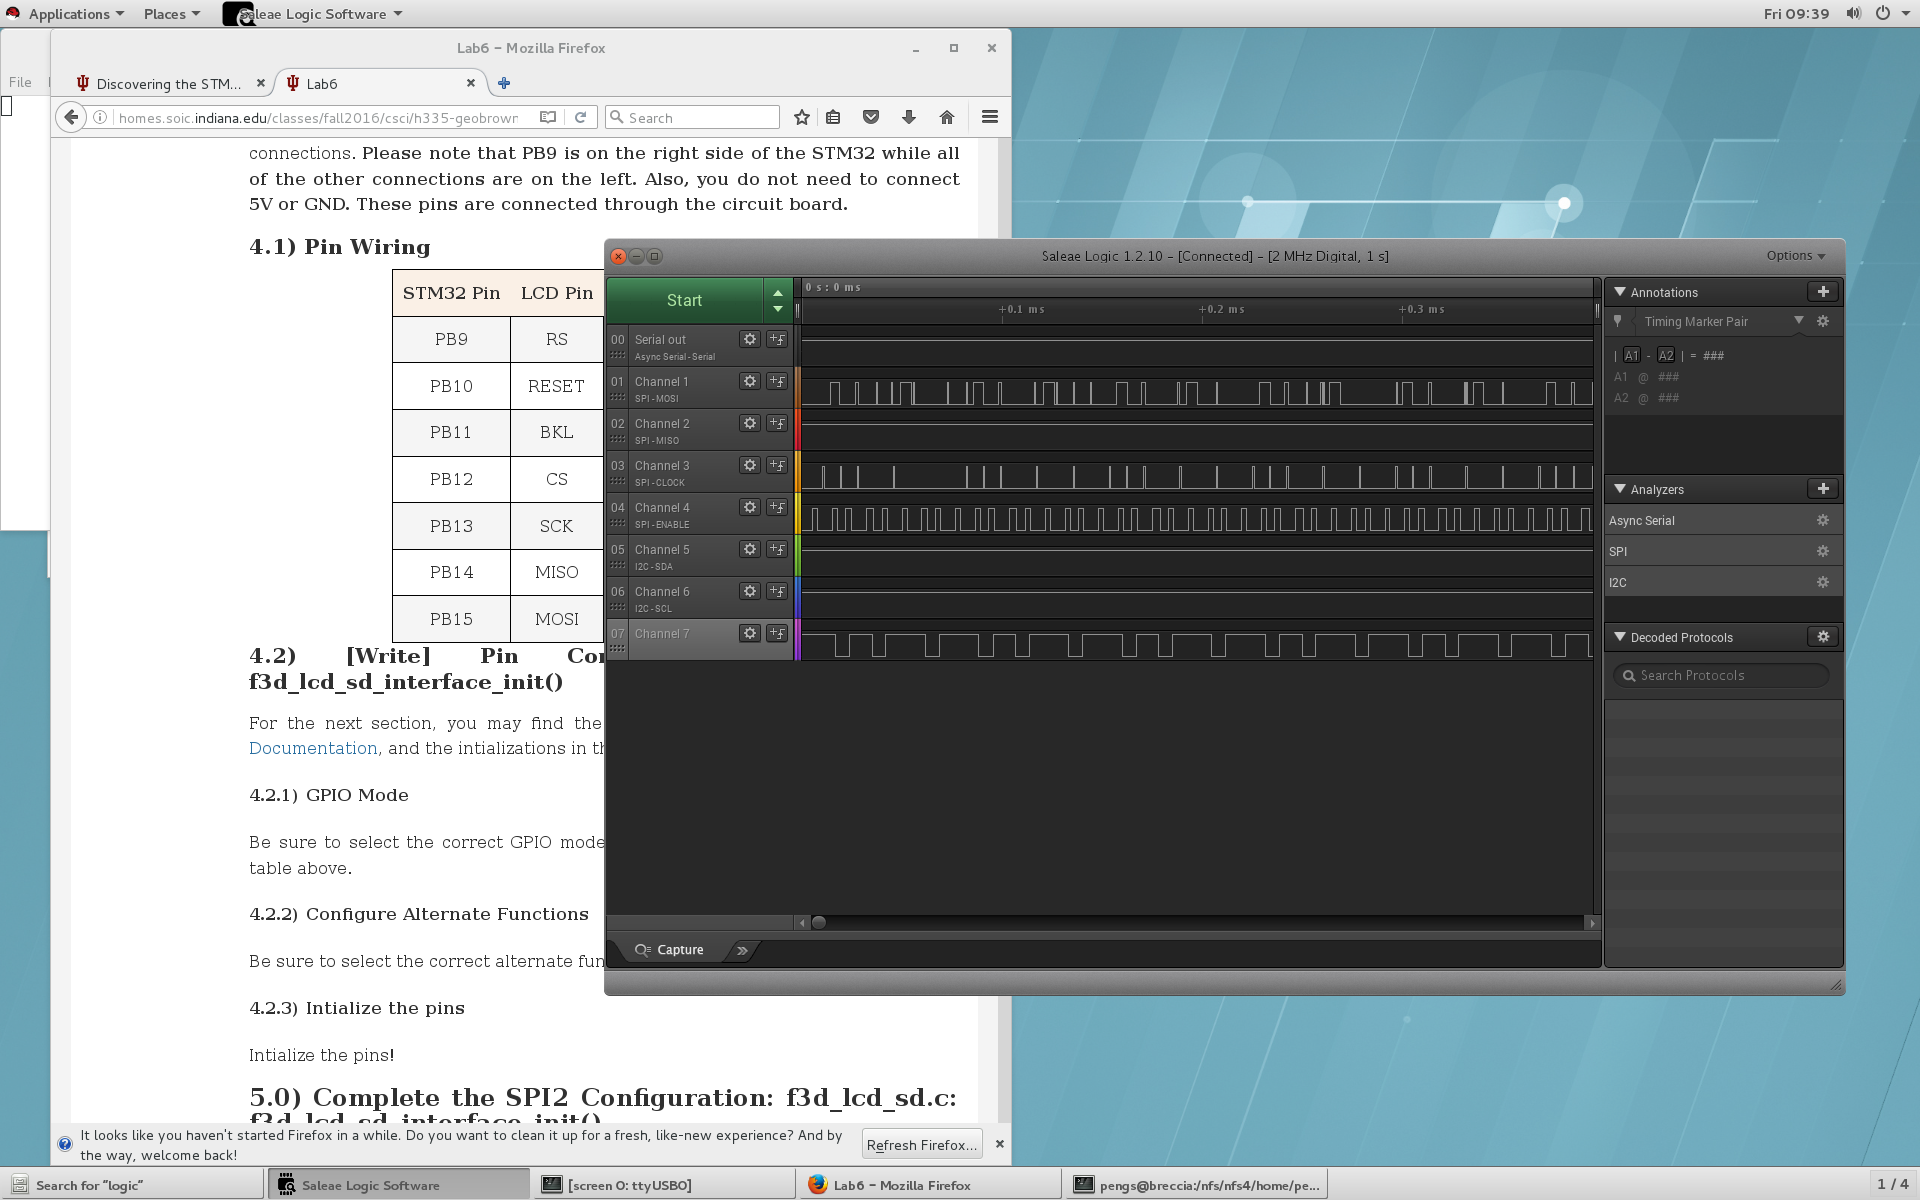 Applications Places Saleae Logic Software Fri 09:39
Lab6 - Mozilla Firefox
File
Discovering the STM... Lab6
homes.soic.indiana.edu/classes/fall2016/csci/h335-geobrown Search
connections. Please note that PB9 is on the right side of the STM32 while all
of the other connections are on the left. Also, you do not need to connect
5V or GND. These pins are connected through the circuit board.
4.1) Pin Wiring
STM32 Pin LCD Pin
PB9 RS
PB10 RESET
PB11 BKL
PB12 CS
PB13 SCK
PB14 MISO
PB15 MOSI
4.2) [Write] Pin
f3d_lcd_sd_interface_init()
For the next section, you may find the
Documentation, and the intializations in
4.2.1) GPIO Mode
Be sure to select the correct GPIO mode
table above.
4.2.2) Configure Alternate Functions
Be sure to select the correct alternate
4.2.3) Intialize the pins
Intialize the pins!
5.0) Complete the SPI2 Configuration: f3d_lcd_sd.c:
f3d_lcd_sd_interface_init()
It looks like you haven't started Firefox in a while. Do you want to clean it up for a fresh, like-new experience? And by
the way, welcome back!
Refresh Firefox...
Saleae Logic 1.2.10 - [Connected] - [2 MHz Digital, 1 s]
Options
Start
0 s : 0 ms
+0.1 ms +0.2 ms +0.3 ms
00 Serial out
Async Serial - Serial
01 Channel 1
SPI - MOSI
02 Channel 2
SPI - MISO
03 Channel 3
SPI - CLOCK
04 Channel 4
SPI - ENABLE
05 Channel 5
I2C - SDA
06 Channel 6
I2C - SCL
07 Channel 7
Capture
Annotations
Timing Marker Pair
| A1 - A2 | = ###
A1 @ ###
A2 @ ###
Analyzers
Async Serial
SPI
I2C
Decoded Protocols
Search Protocols
Search for "logic" Saleae Logic Software [screen 0: ttyUSB0] Lab6 - Mozilla Firefox pengs@breccia:/nfs/nfs4/home/pe... 1 / 4